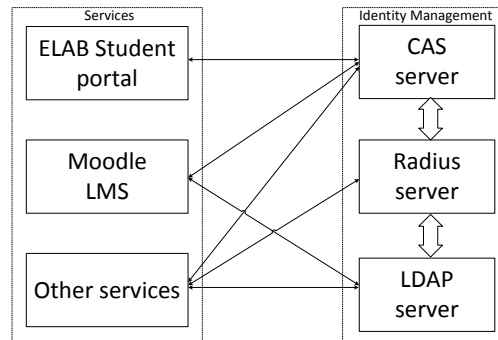 Services
ELAB Student
portal
Moodle
LMS
Other services
Identity Management
CAS
server
Radius
server
LDAP
server